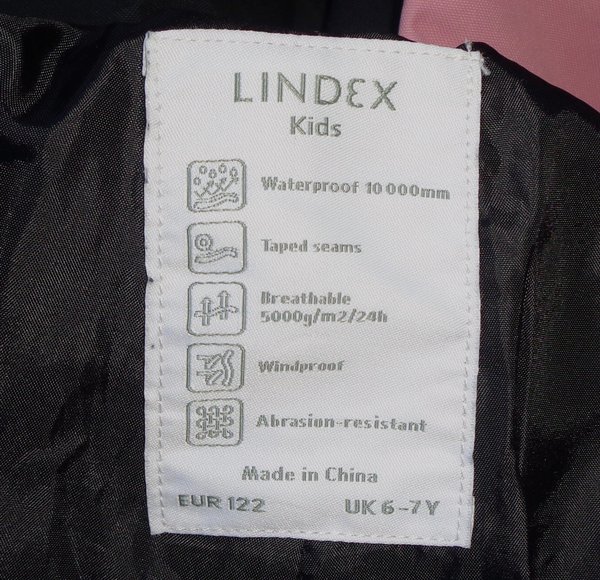 LINDEX
Kids
Waterproof 10 000mm
Taped seams
Breathable
5000g/m2/24h
Windproof
Abrasion-resistant
Made in China
EUR 122 UK 6-7Y